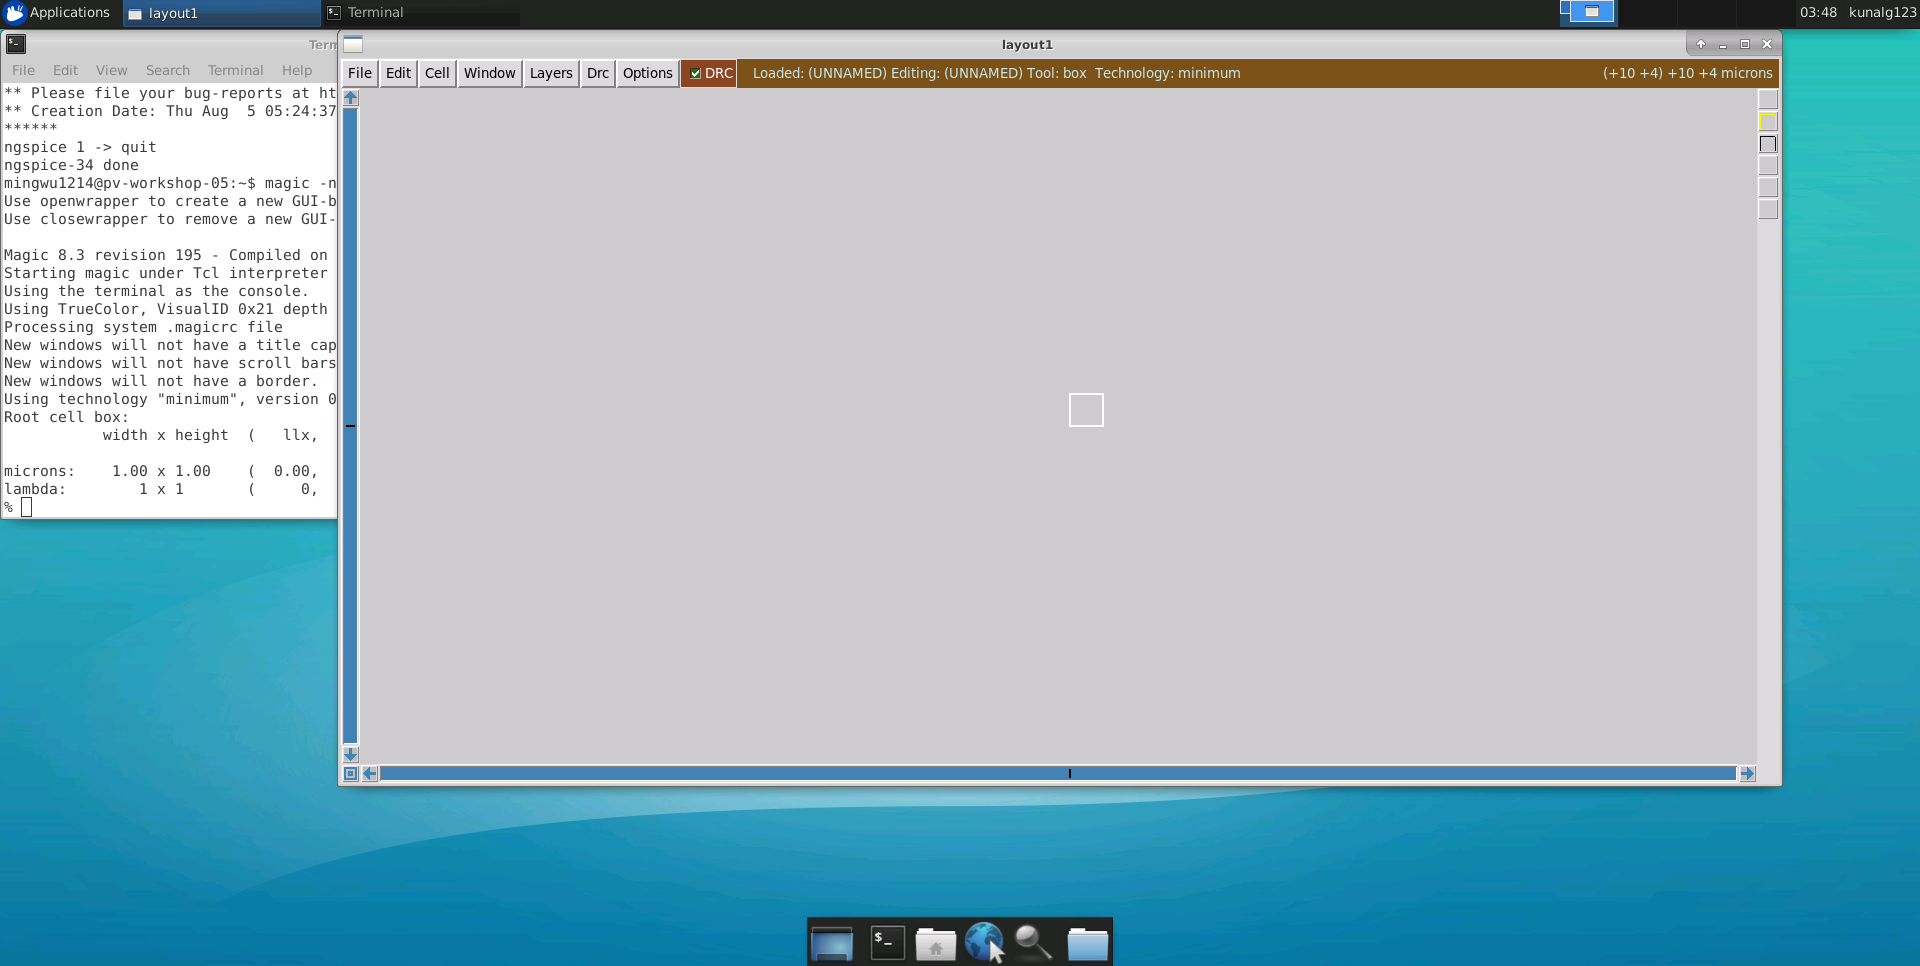 Applications layout1 Terminal 03:48 kunalg123
Term
File Edit View Search Terminal Help
** Please file your bug-reports at ht
** Creation Date: Thu Aug  5 05:24:37
******
ngspice 1 -> quit
ngspice-34 done
mingwu1214@pv-workshop-05:~$ magic -n
Use openwrapper to create a new GUI-b
Use closewrapper to remove a new GUI-
Magic 8.3 revision 195 - Compiled on
Starting magic under Tcl interpreter
Using the terminal as the console.
Using TrueColor, VisualID 0x21 depth
Processing system .magicrc file
New windows will not have a title cap
New windows will not have scroll bars
New windows will not have a border.
Using technology "minimum", version 0
Root cell box:
width x height  (   llx,
microns:    1.00 x 1.00    (  0.00,
lambda:        1 x 1       (     0,
%
layout1
File Edit Cell Window Layers Drc Options DRC Loaded: (UNNAMED) Editing: (UNNAMED) Tool: box  Technology: minimum (+10 +4) +10 +4 microns
$_